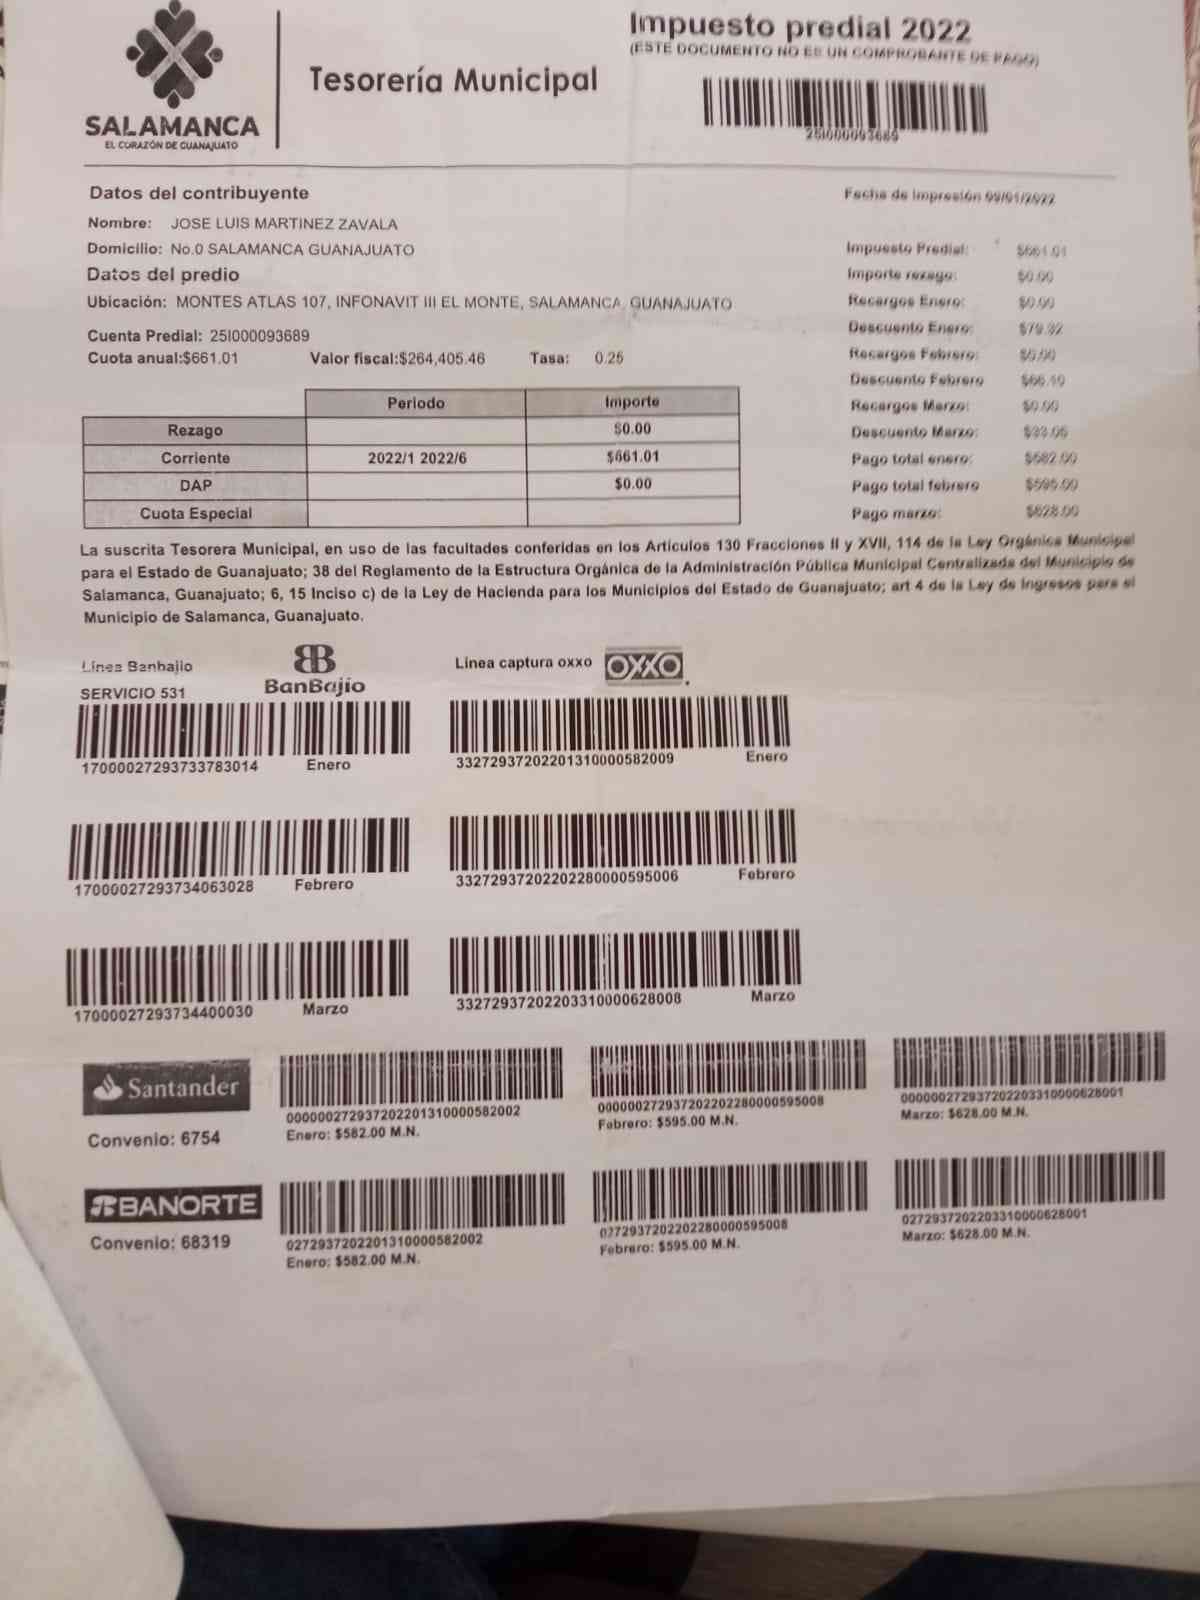 Impuesto predial 2022
(ESTE DOCUMENTO NO ES UN COMPROBANTE DE PAGO)
Tesorería Municipal
SALAMANCA
EL CORAZÓN DE GUANAJUATO
25I000093689
Datos del contribuyente
Fecha de impresión 09/01/2022
Nombre: JOSE LUIS MARTINEZ ZAVALA
Domicilio: No.0 SALAMANCA GUANAJUATO
Datos del predio
Ubicación: MONTES ATLAS 107, INFONAVIT III EL MONTE, SALAMANCA, GUANAJUATO
Cuenta Predial: 25I000093689
Cuota anual:$661.01 Valor fiscal:$264,405.46 Tasa: 0.25
Impuesto Predial: $661.01
Importe rezago: $0.00
Recargos Enero: $0.00
Descuento Enero: $79.32
Recargos Febrero: $0.00
Descuento Febrero $66.10
Recargos Marzo: $0.00
Descuento Marzo: $33.05
Pago total enero: $582.00
Pago total febrero $595.00
Pago marzo: $628.00
Periodo Importe
Rezago $0.00
Corriente 2022/1 2022/6 $661.01
DAP $0.00
Cuota Especial
La suscrita Tesorera Municipal, en uso de las facultades conferidas en los Artículos 130 Fracciones II y XVII, 114 de la Ley Orgánica Municipal
para el Estado de Guanajuato; 38 del Reglamento de la Estructura Orgánica de la Administración Pública Municipal Centralizada del Municipio de
Salamanca, Guanajuato; 6, 15 Inciso c) de la Ley de Hacienda para los Municipios del Estado de Guanajuato; art 4 de la Ley de Ingresos para el
Municipio de Salamanca, Guanajuato.
Línea Banbajio
SERVICIO 531
BanBajío
Linea captura oxxo OXXO
17000027293733783014 Enero
33272937202201310000582009 Enero
17000027293734063028 Febrero
33272937202202280000595006 Febrero
17000027293734400030 Marzo
33272937202203310000628008 Marzo
Santander
Convenio: 6754
000000272937202201310000582002
Enero: $582.00 M.N.
000000272937202202280000595008
Febrero: $595.00 M.N.
000000272937202203310000628001
Marzo: $628.00 M.N.
BANORTE
Convenio: 68319
02729372022013​10000582002
Enero: $582.00 M.N.
0272937202202280000595008
Febrero: $595.00 M.N.
0272937202203310000628001
Marzo: $628.00 M.N.